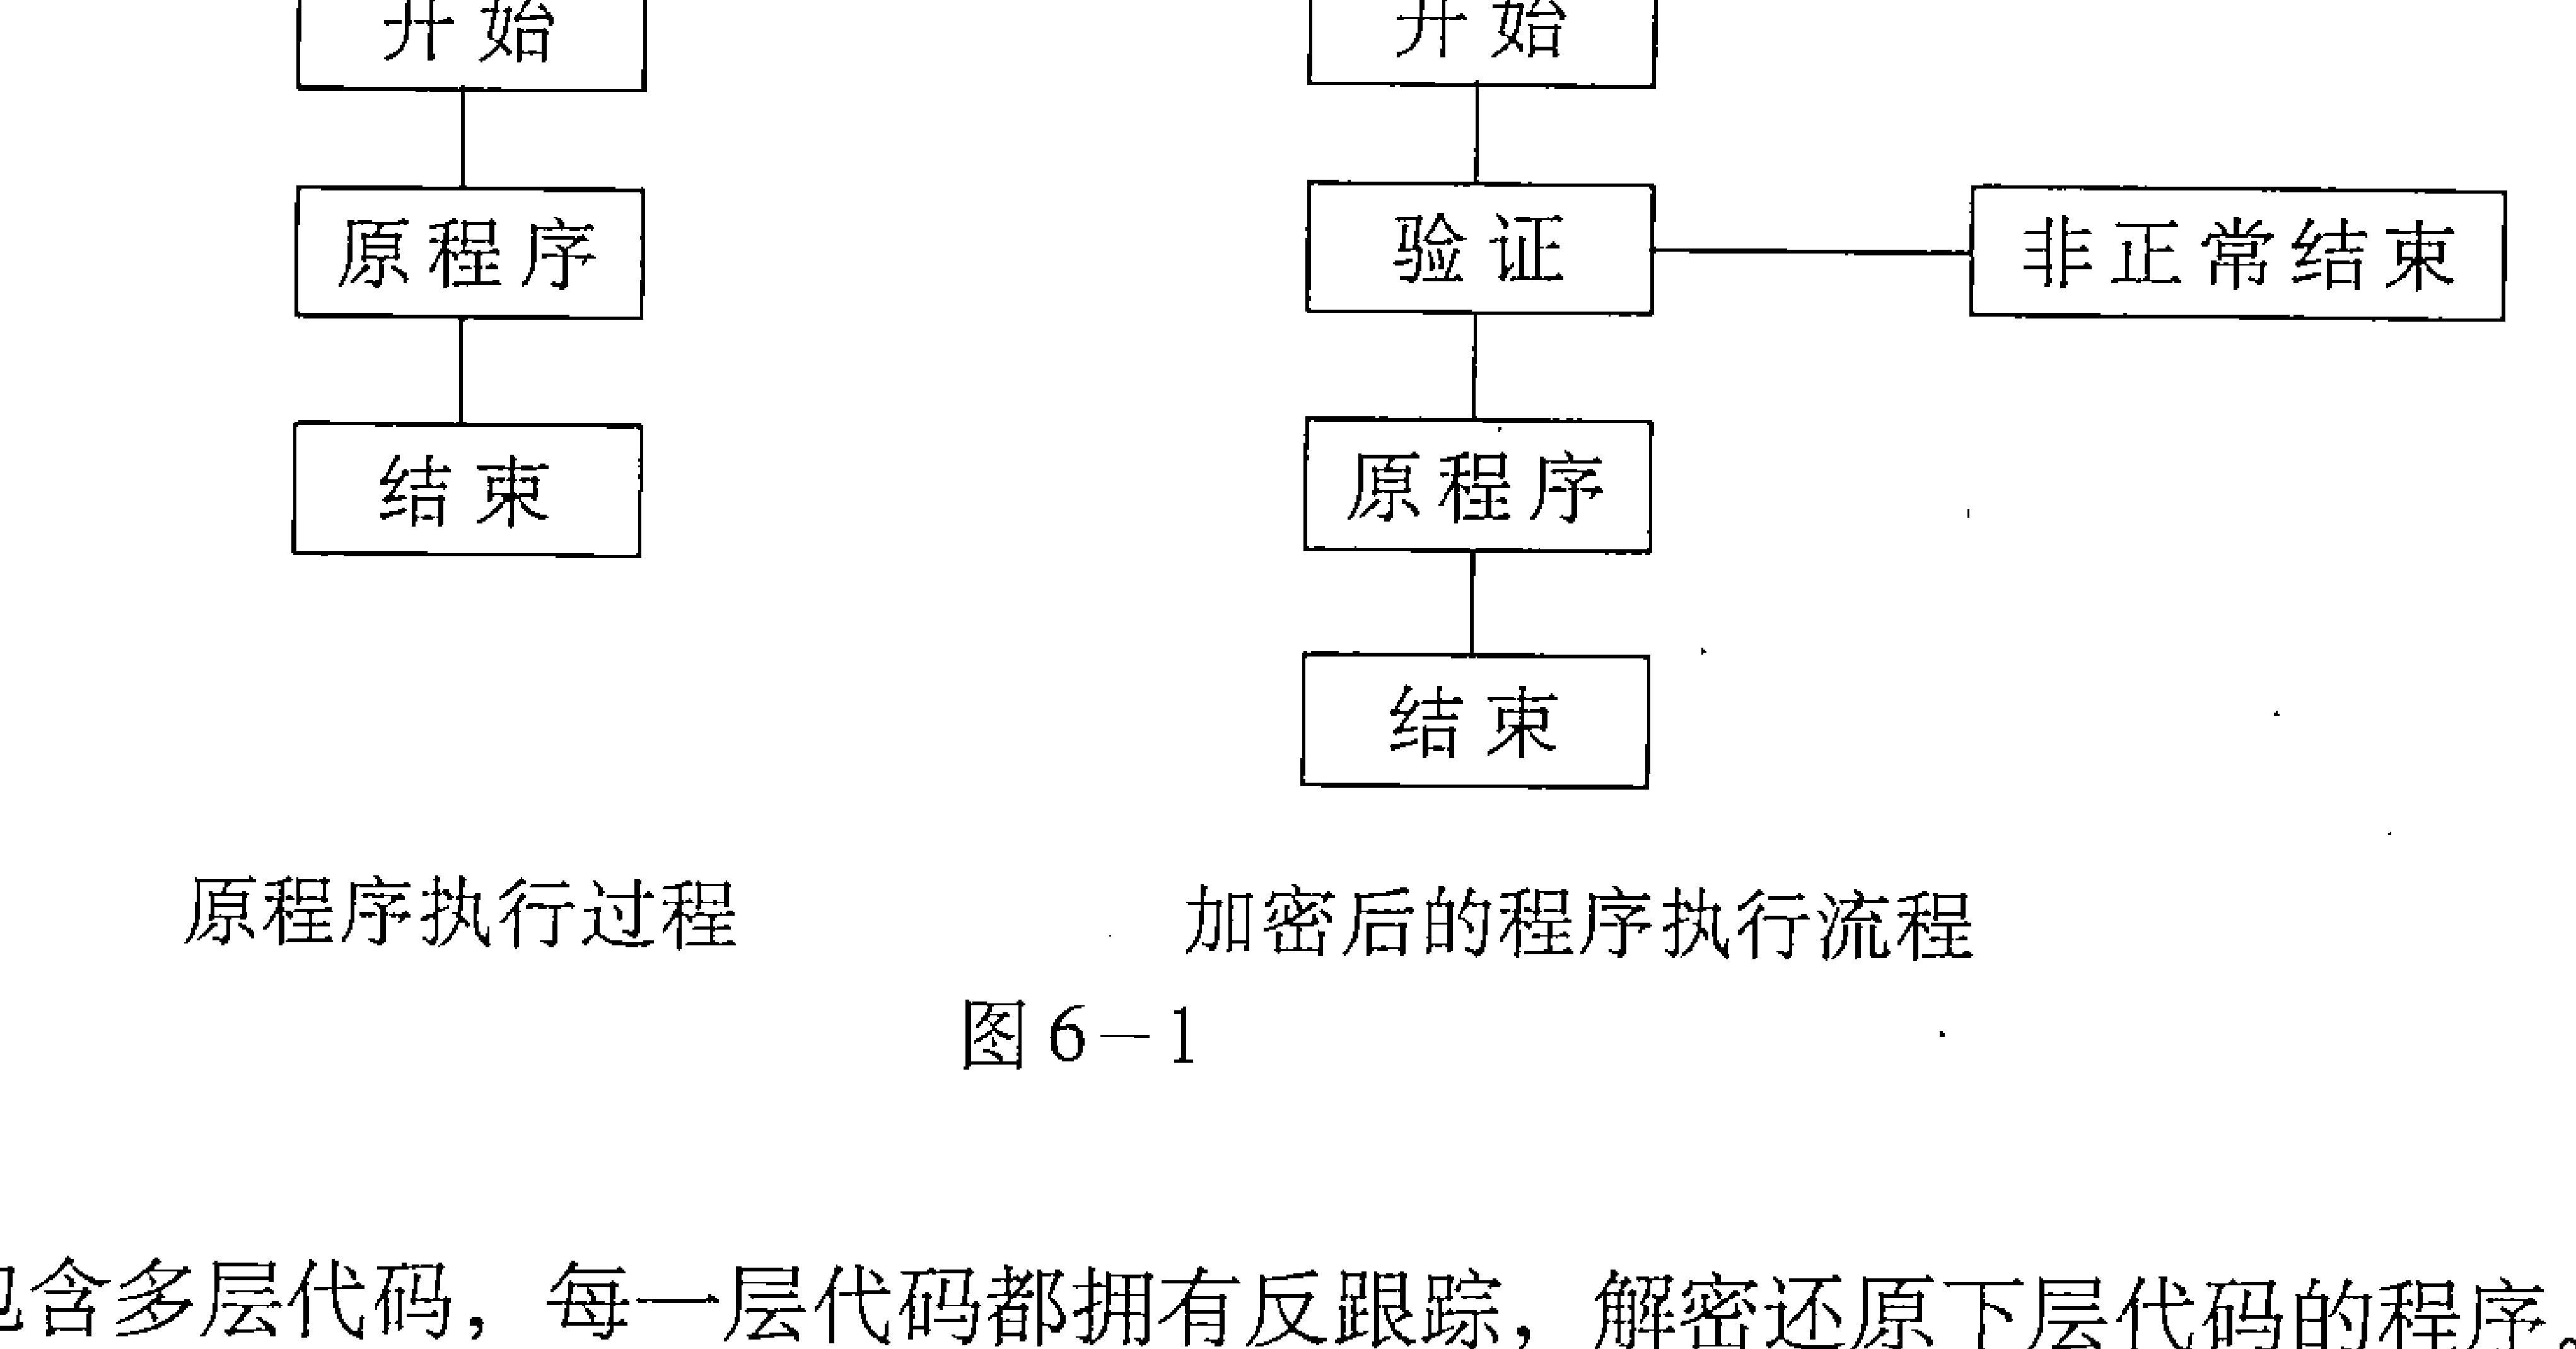 开始 开始
原程序 验证 非正常结束
结束 原程序
结束
原程序执行过程 加密后的程序执行流程
图 6－1
包含多层代码，每一层代码都拥有反跟踪，解密还原下层代码的程序。